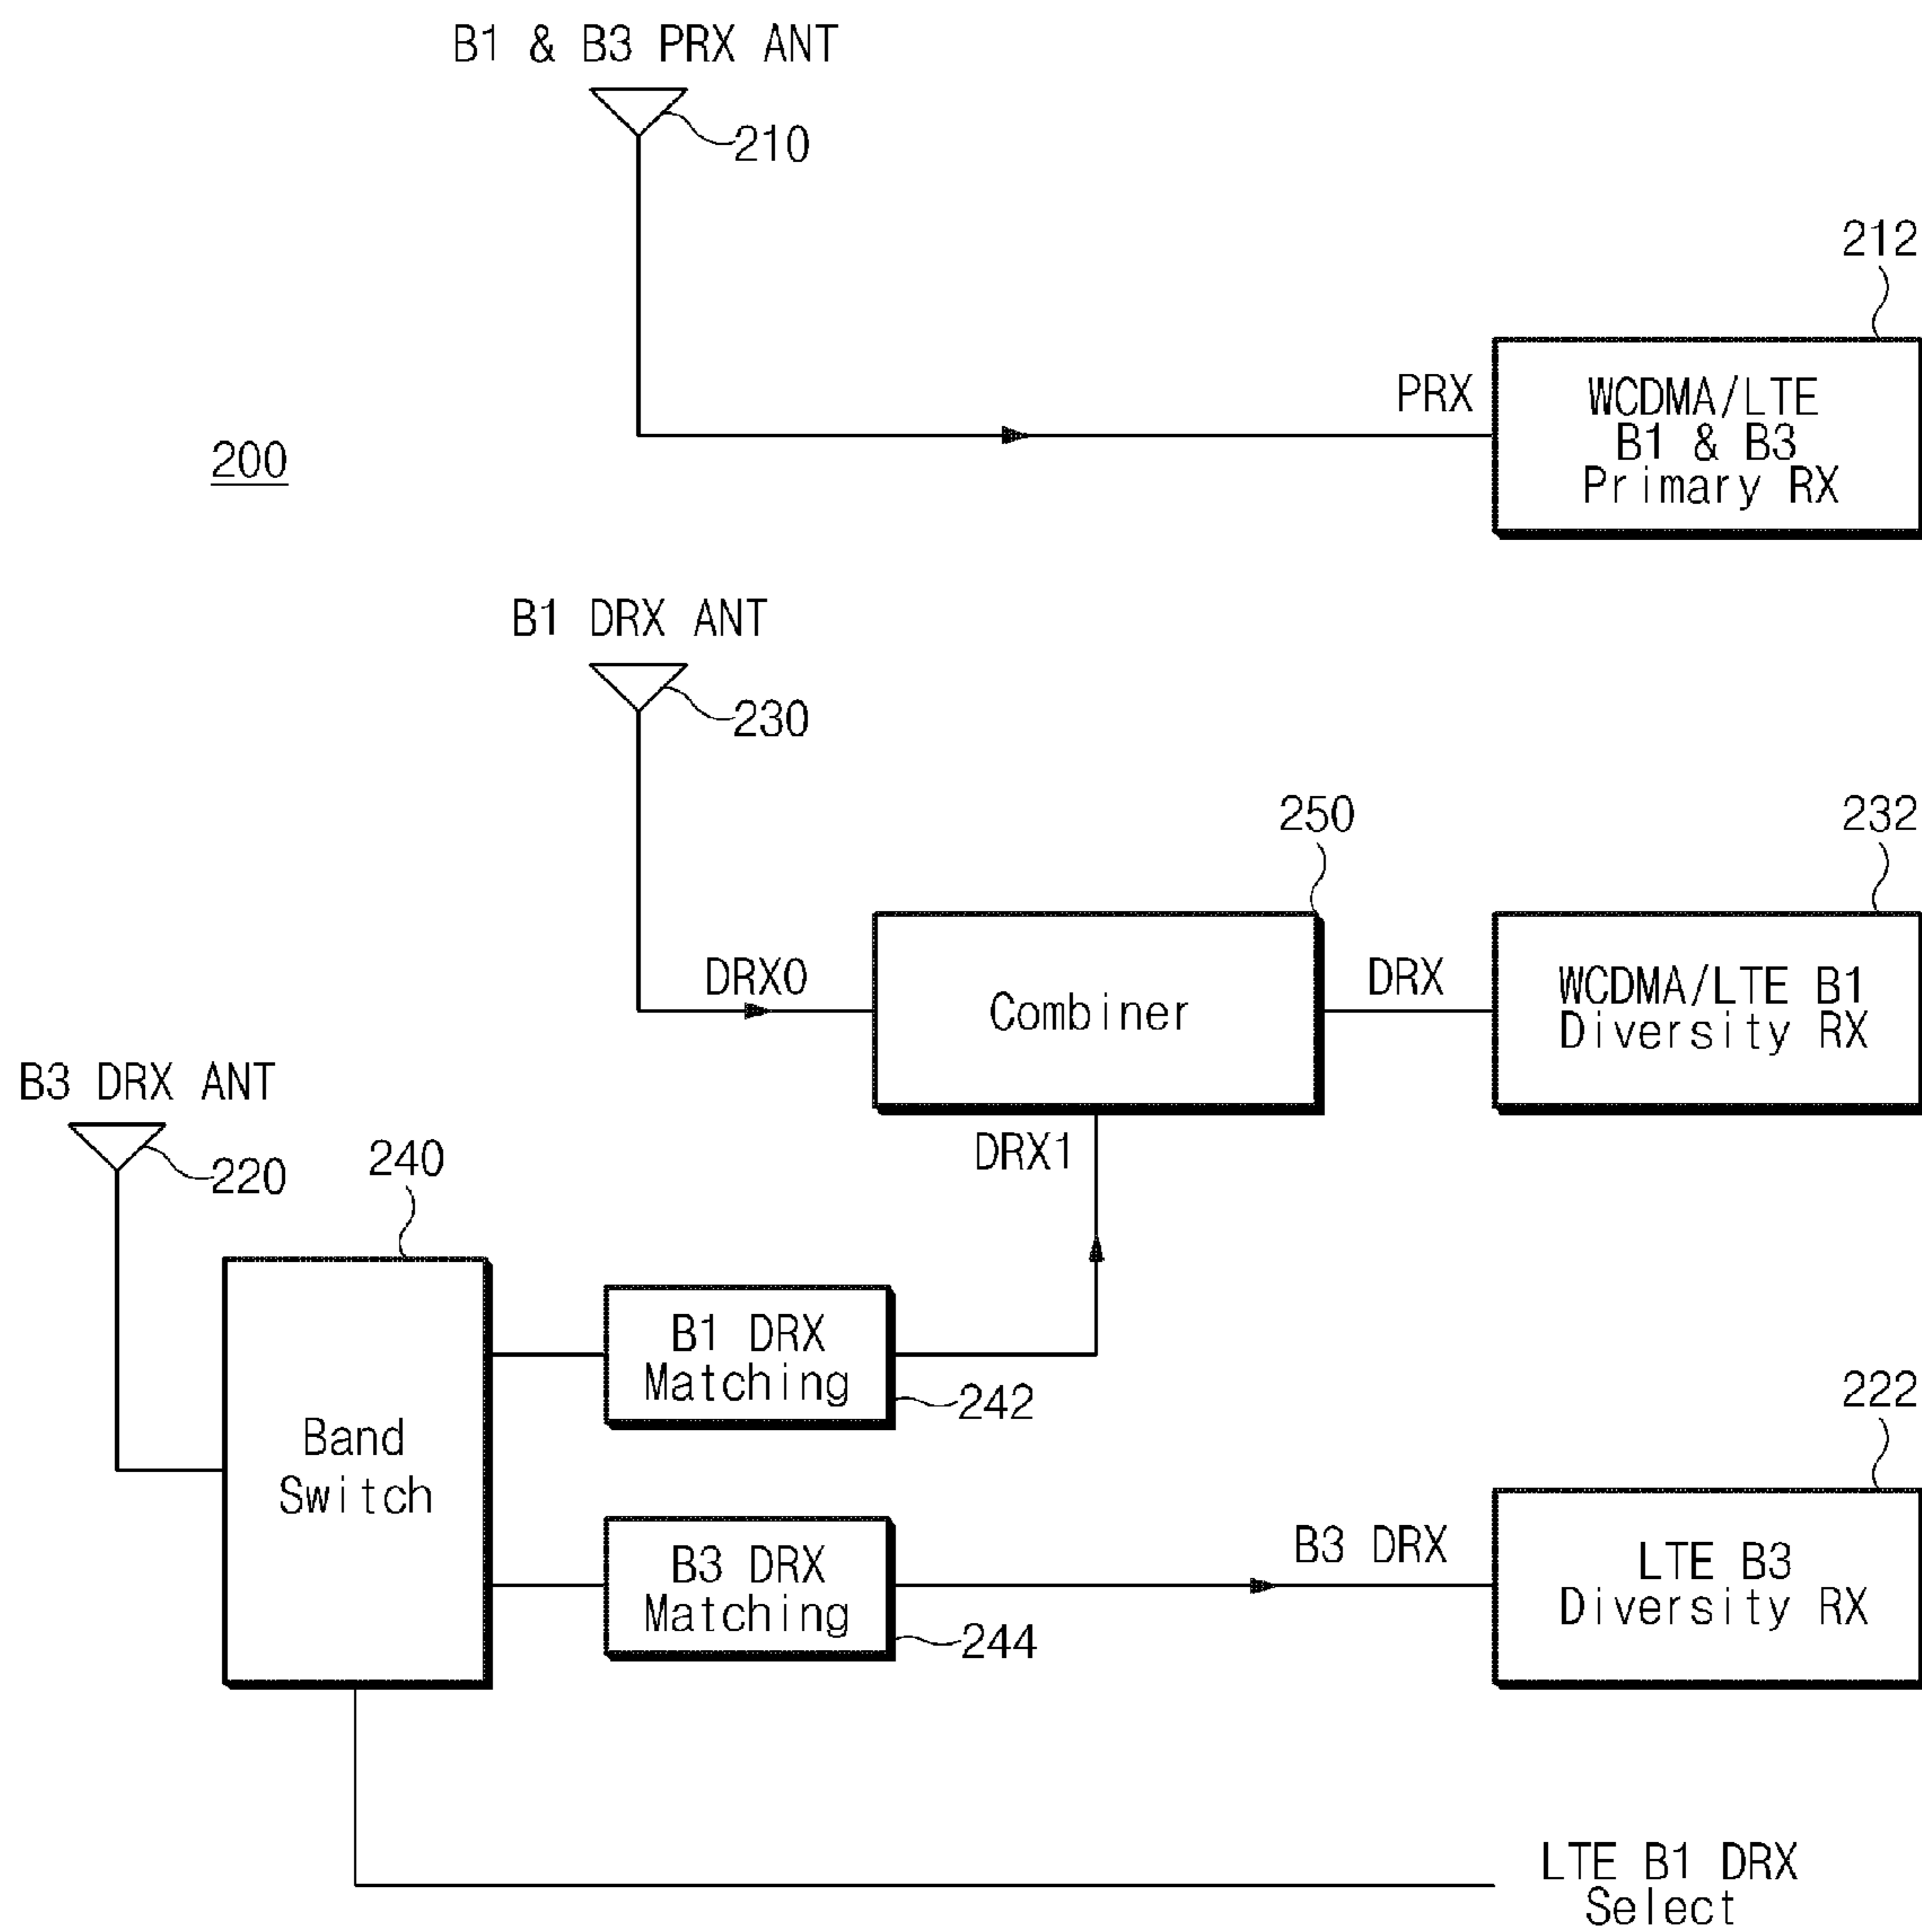 B1 & B3 PRX ANT
210
212
PRX
WCDMA/LTE
B1 & B3
Primary RX
200
B1 DRX ANT
230
250
232
DRX0
Combiner
DRX
WCDMA/LTE B1
Diversity RX
B3 DRX ANT
220
240
DRX1
B1 DRX
Matching
242
222
Band
Switch
B3 DRX
Matching
244
B3 DRX
LTE B3
Diversity RX
LTE B1 DRX
Select